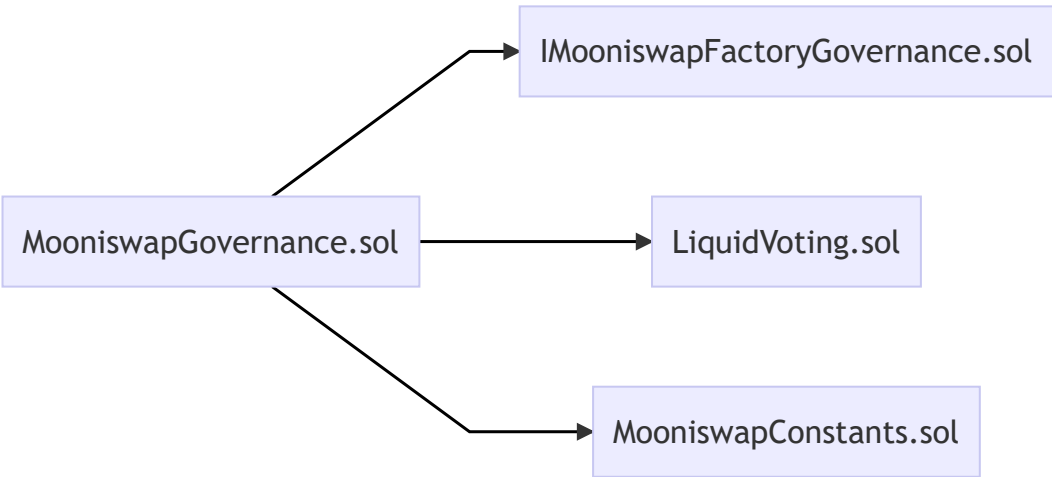 IMooniswapFactoryGovernance.sol
MooniswapGovernance.sol
LiquidVoting.sol
MooniswapConstants.sol